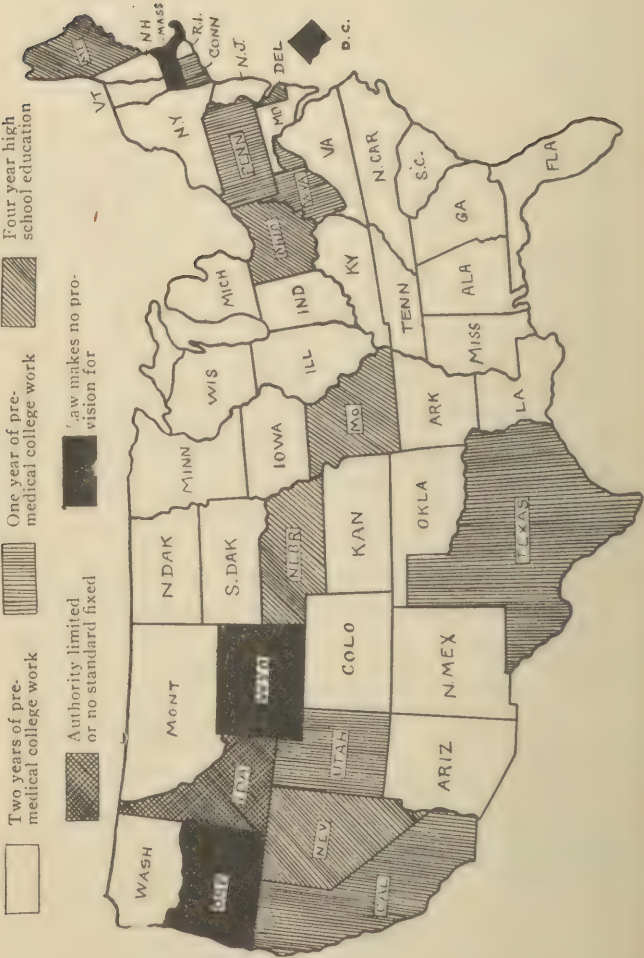 Two years of pre-
medical college work
One year of pre-
medical college work
Four year high
school education
Authority limited
or no standard fixed
aw makes no pro-
vision for
WASH
MONT
N DAK
MINN
S. DAK
WIS
MICH
N.Y
VT
NH
MASS
R.I.
CONN
N.J.
DEL
D. C.
MD
PENN
W.VA
VA
OHIO
IND
ILL
IOWA
NEBR
WYO
IDA
ORE
NEV
UTAH
COLO
KAN
MO
KY
N. CAR
TENN
S.C.
ARK
OKLA
N. MEX
ARIZ
CAL
TEXAS
LA
MISS
ALA
GA
FLA